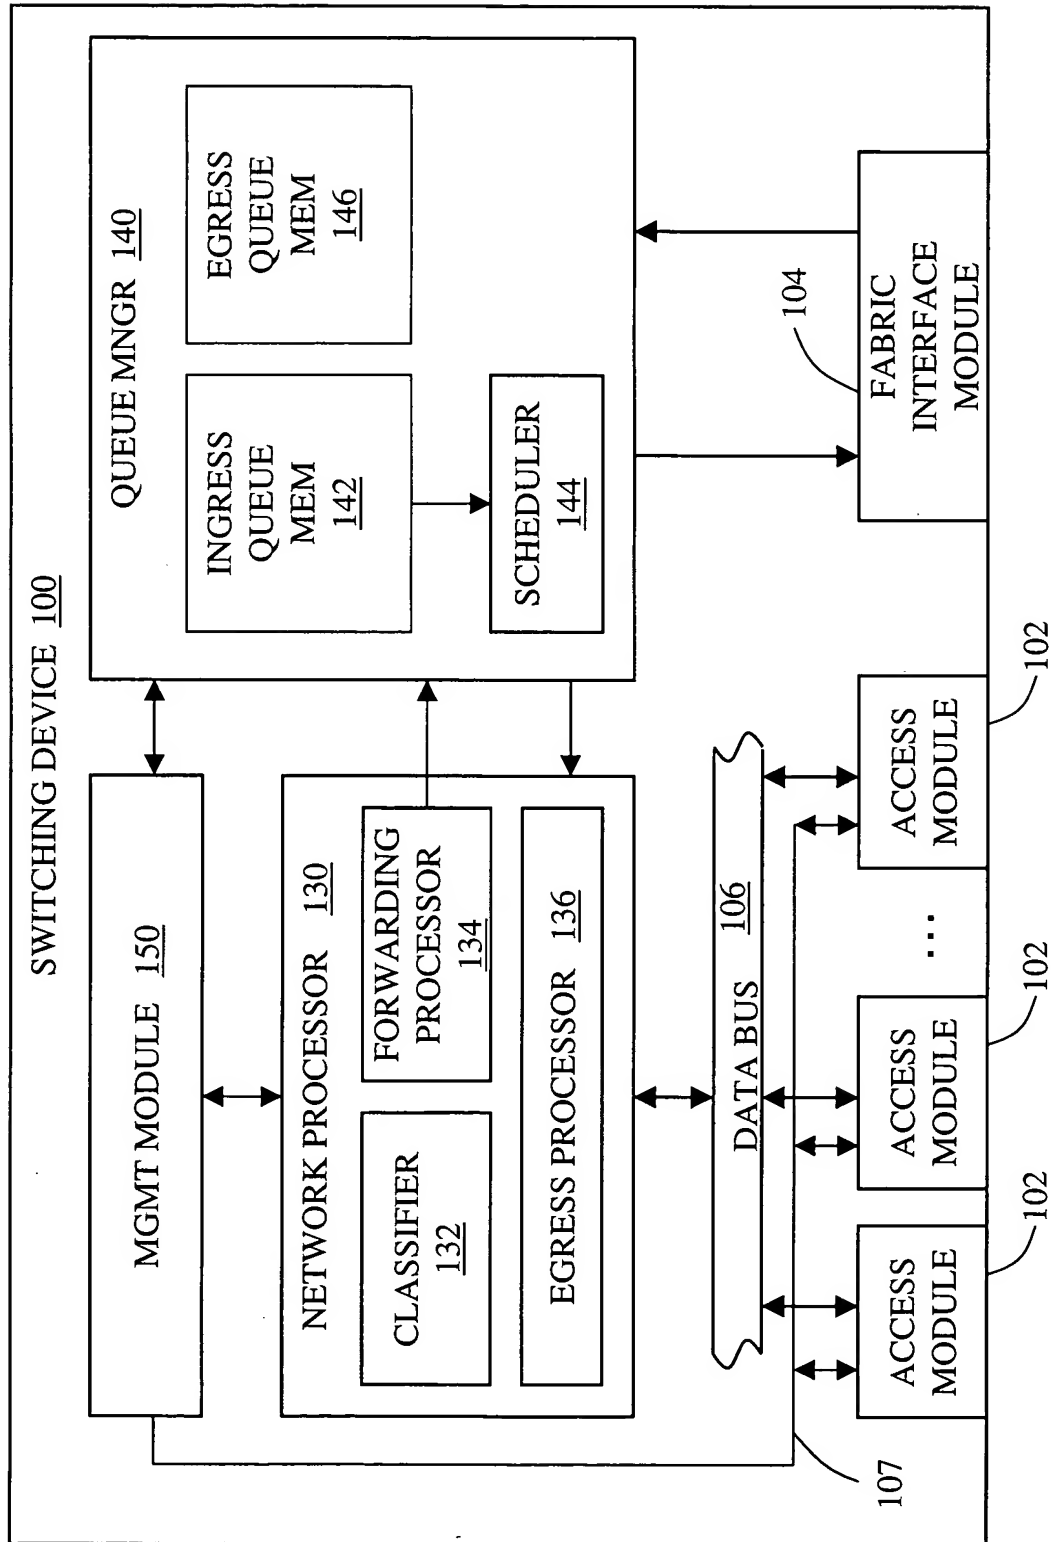 SWITCHING DEVICE 100
MGMT MODULE 150
QUEUE MNGR 140
INGRESS
QUEUE
MEM
142
EGRESS
QUEUE
MEM
146
SCHEDULER
144
NETWORK PROCESSOR 130
CLASSIFIER
132
FORWARDING
PROCESSOR
134
EGRESS PROCESSOR 136
DATA BUS 106
107
ACCESS
MODULE
102
ACCESS
MODULE
102
...
ACCESS
MODULE
102
104
FABRIC
INTERFACE
MODULE